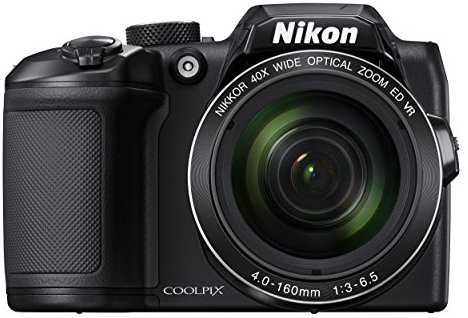 Nikon
NIKKOR 40X WIDE OPTICAL ZOOM ED VR
4.0-160mm 1:3-6.5
COOLPIX